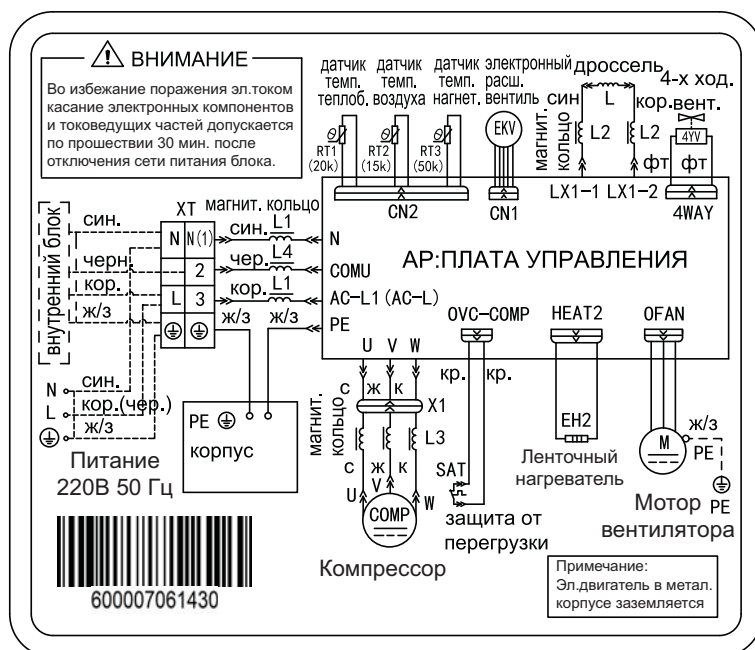 ВНИМАНИЕ
Во избежание поражения эл.током
касание электронных компонентов
и токоведущих частей допускается
по прошествии 30 мин. после
отключения сети питания блока.
датчик темп. теплоб.
датчик темп. воздуха
датчик темп. нагнет.
электронный расш. вентиль
дроссель
4-х ход. вент.
RT1 (20k)
RT2 (15k)
RT3 (50k)
EKV
магнит. кольцо
син
L
кор.
L2
L2
4YV
фт
фт
CN2
CN1
LX1-1
LX1-2
4WAY
внутренний блок
син.
черн.
кор.
ж/з
XT
N
N(1)
2
L
3
магнит. кольцо
син.
L1
чер.
L4
кор.
L1
ж/з
ж/з
N
COMU
AC-L1 (AC-L)
PE
AP:ПЛАТА УПРАВЛЕНИЯ
OVC-COMP
HEAT2
OFAN
U
V
W
N
син.
L
кор.(чер.)
ж/з
Питание
220В 50 Гц
PE
корпус
магнит. кольцо
с
ж
к
X1
L3
с
ж
к
U
V
W
COMP
Компрессор
кр.
кр.
SAT
защита от
перегрузки
EH2
Ленточный
нагреватель
M
ж/з
PE
PE
Мотор
вентилятора
600007061430
Примечание:
Эл.двигатель в метал.
корпусе заземляется